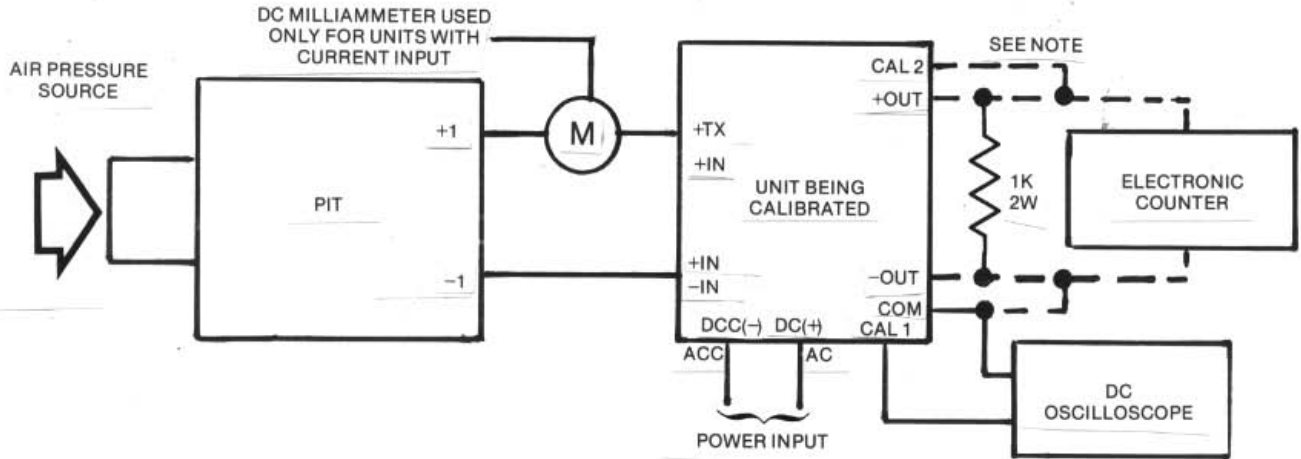 DC MILLIAMMETER USED
ONLY FOR UNITS WITH
CURRENT INPUT
AIR PRESSURE
SOURCE
PIT
+1
−1
M
+TX
+IN
UNIT BEING
CALIBRATED
+IN
−IN
CAL 2
+OUT
−OUT
COM
CAL 1
DCC(−) DC(+)
ACC
AC
POWER INPUT
SEE NOTE
1K
2W
ELECTRONIC
COUNTER
DC
OSCILLOSCOPE